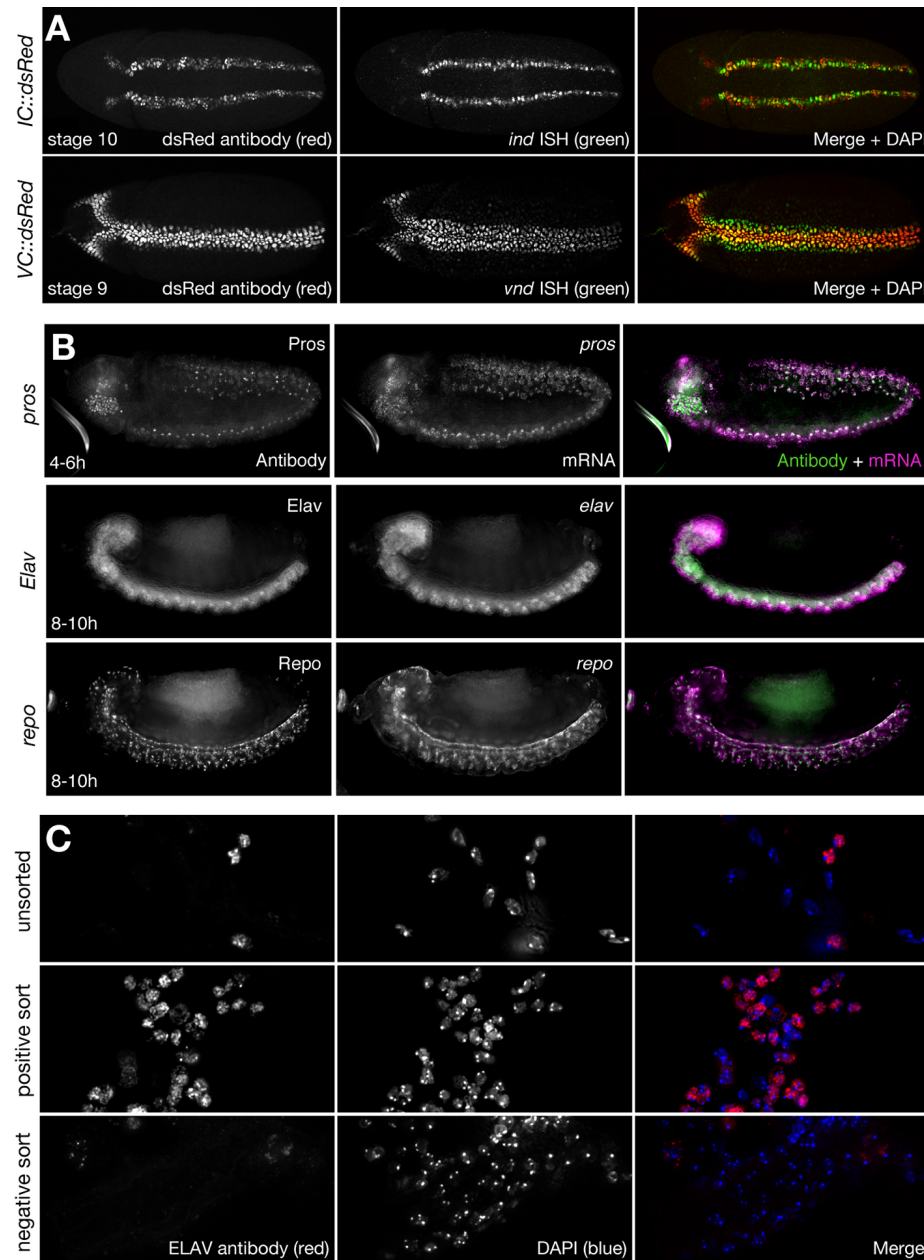 A
IC::dsRed
stage 10
dsRed antibody (red)
ind ISH (green)
Merge + DAPI
VC::dsRed
stage 9
dsRed antibody (red)
vnd ISH (green)
Merge + DAPI
B
pros
Pros
4-6h
Antibody
pros
mRNA
Antibody + mRNA
Elav
Elav
8-10h
elav
repo
Repo
8-10h
repo
C
unsorted
positive sort
negative sort
ELAV antibody (red)
DAPI (blue)
Merge